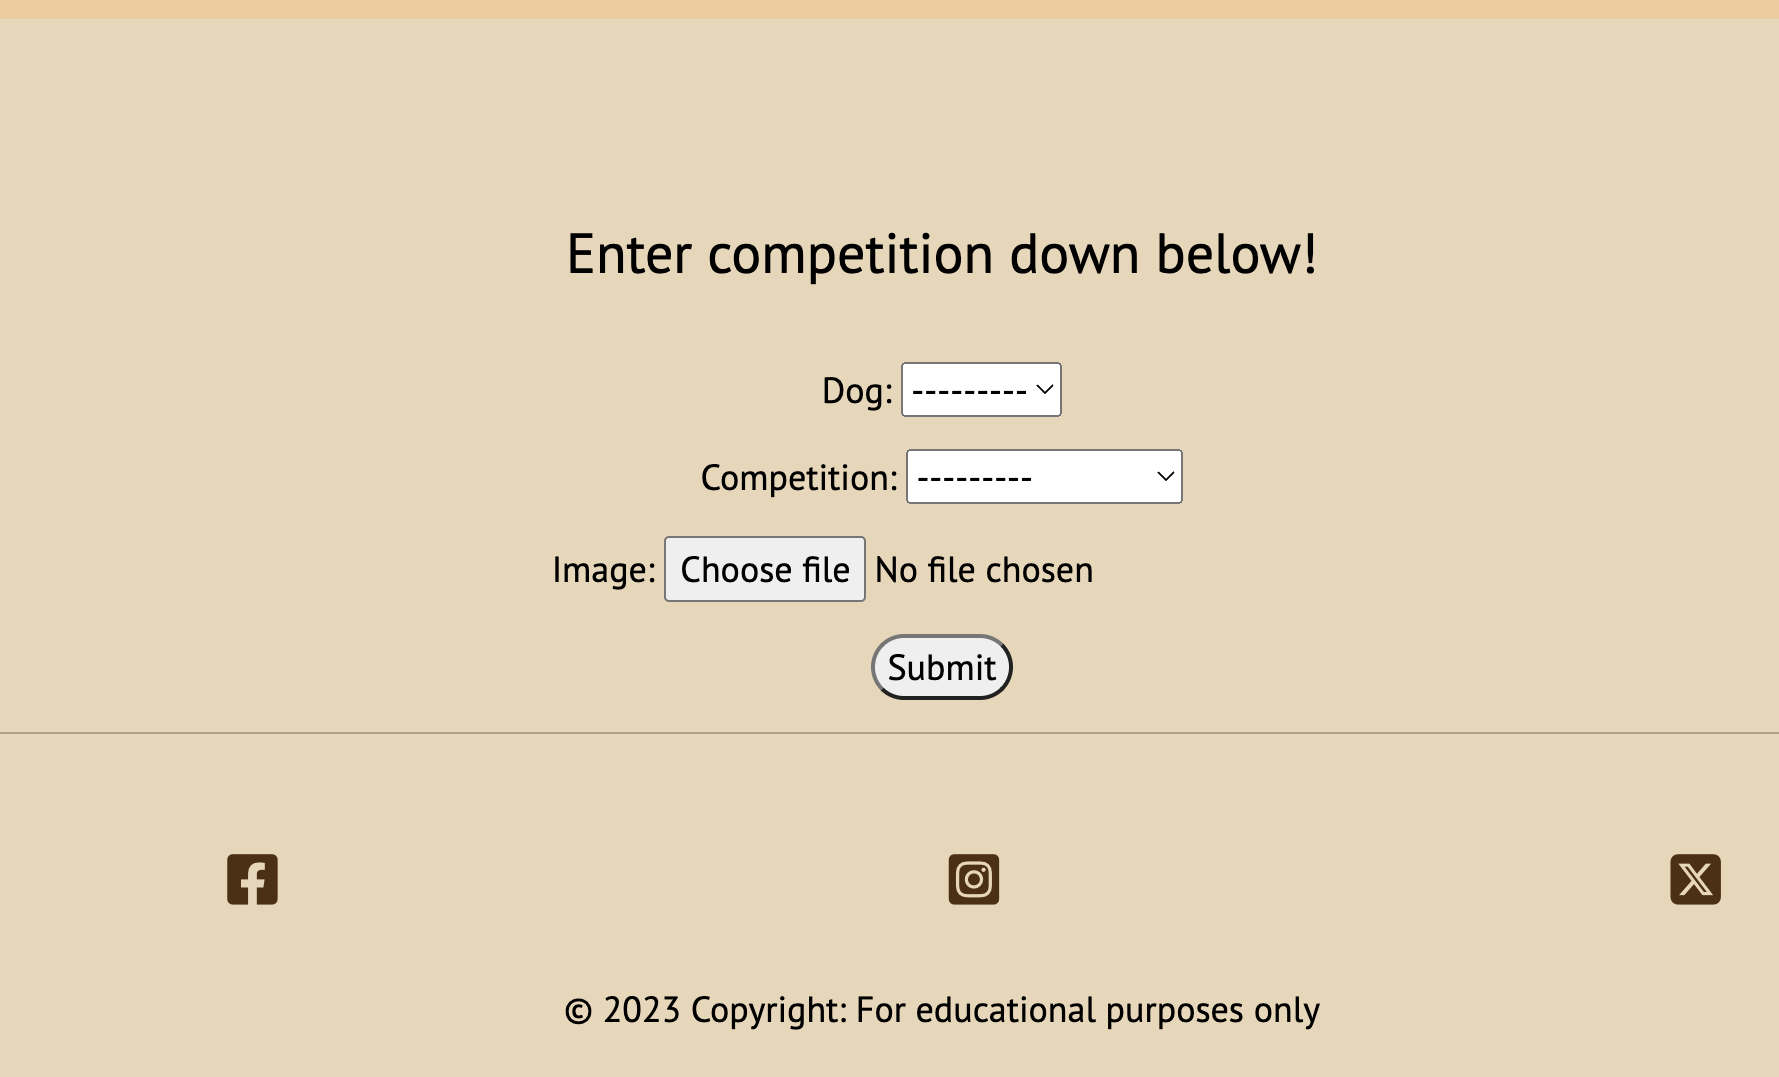 Enter competition down below!
Dog: ---------
Competition: ---------
Image: Choose file No file chosen
Submit
© 2023 Copyright: For educational purposes only